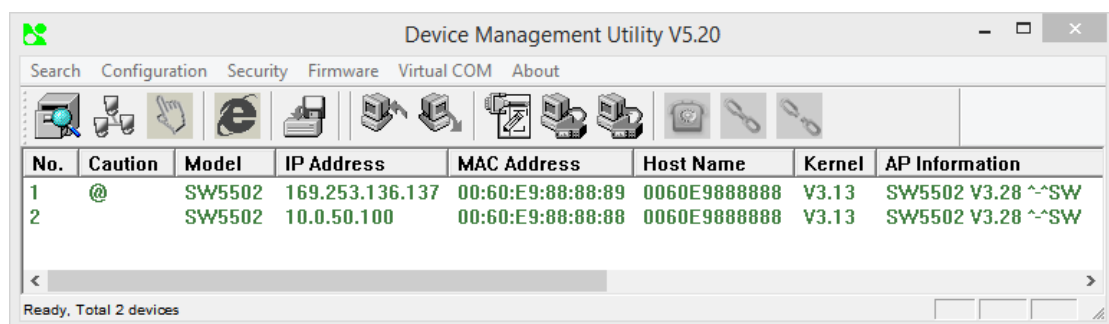 Device Management Utility V5.20
Search Configuration Security Firmware Virtual COM About
No. Caution Model IP Address MAC Address Host Name Kernel AP Information
1 @ SW5502 169.253.136.137 00:60:E9:88:88:89 0060E9888888 V3.13 SW5502 V3.28 ^-^SW
2 SW5502 10.0.50.100 00:60:E9:88:88:88 0060E9888888 V3.13 SW5502 V3.28 ^-^SW
Ready, Total 2 devices